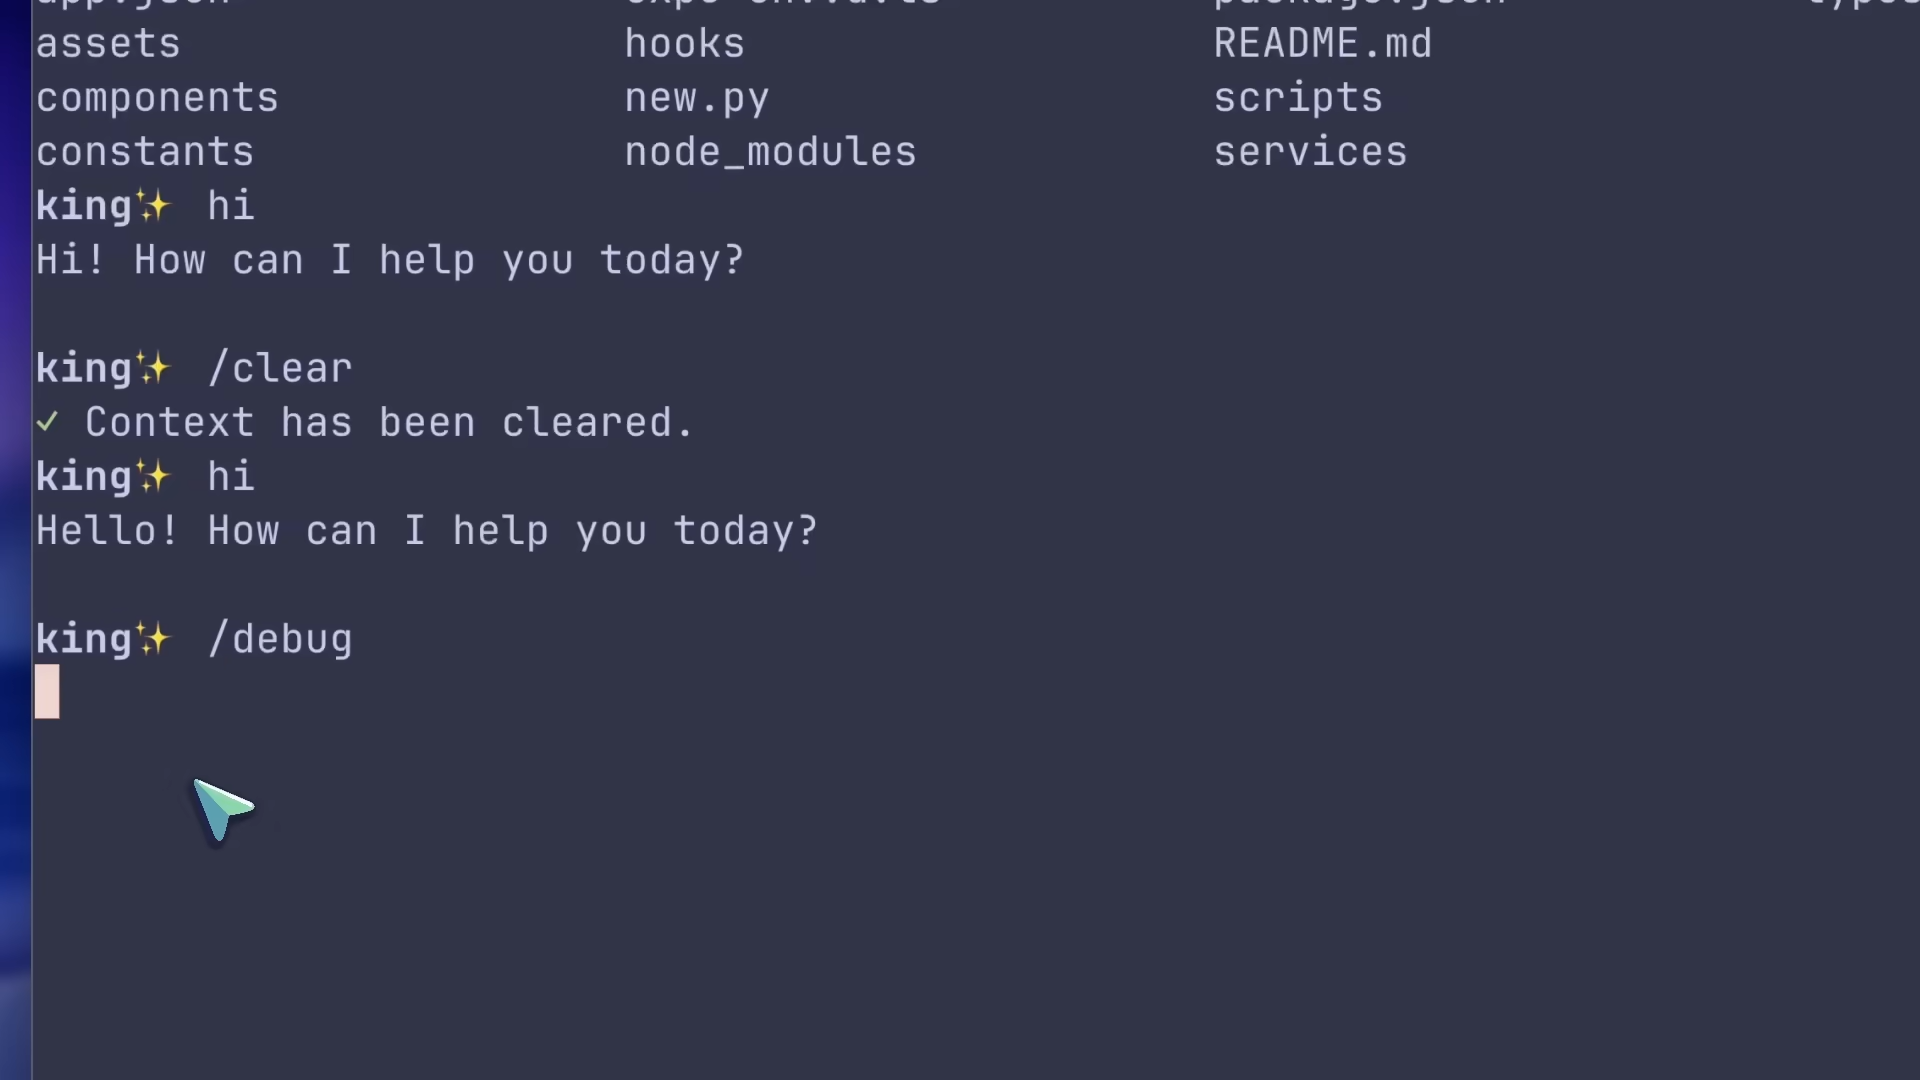 assets hooks README.md
components new.py scripts
constants node_modules services
king✨ hi
Hi! How can I help you today?
king✨ /clear
✓ Context has been cleared.
king✨ hi
Hello! How can I help you today?
king✨ /debug